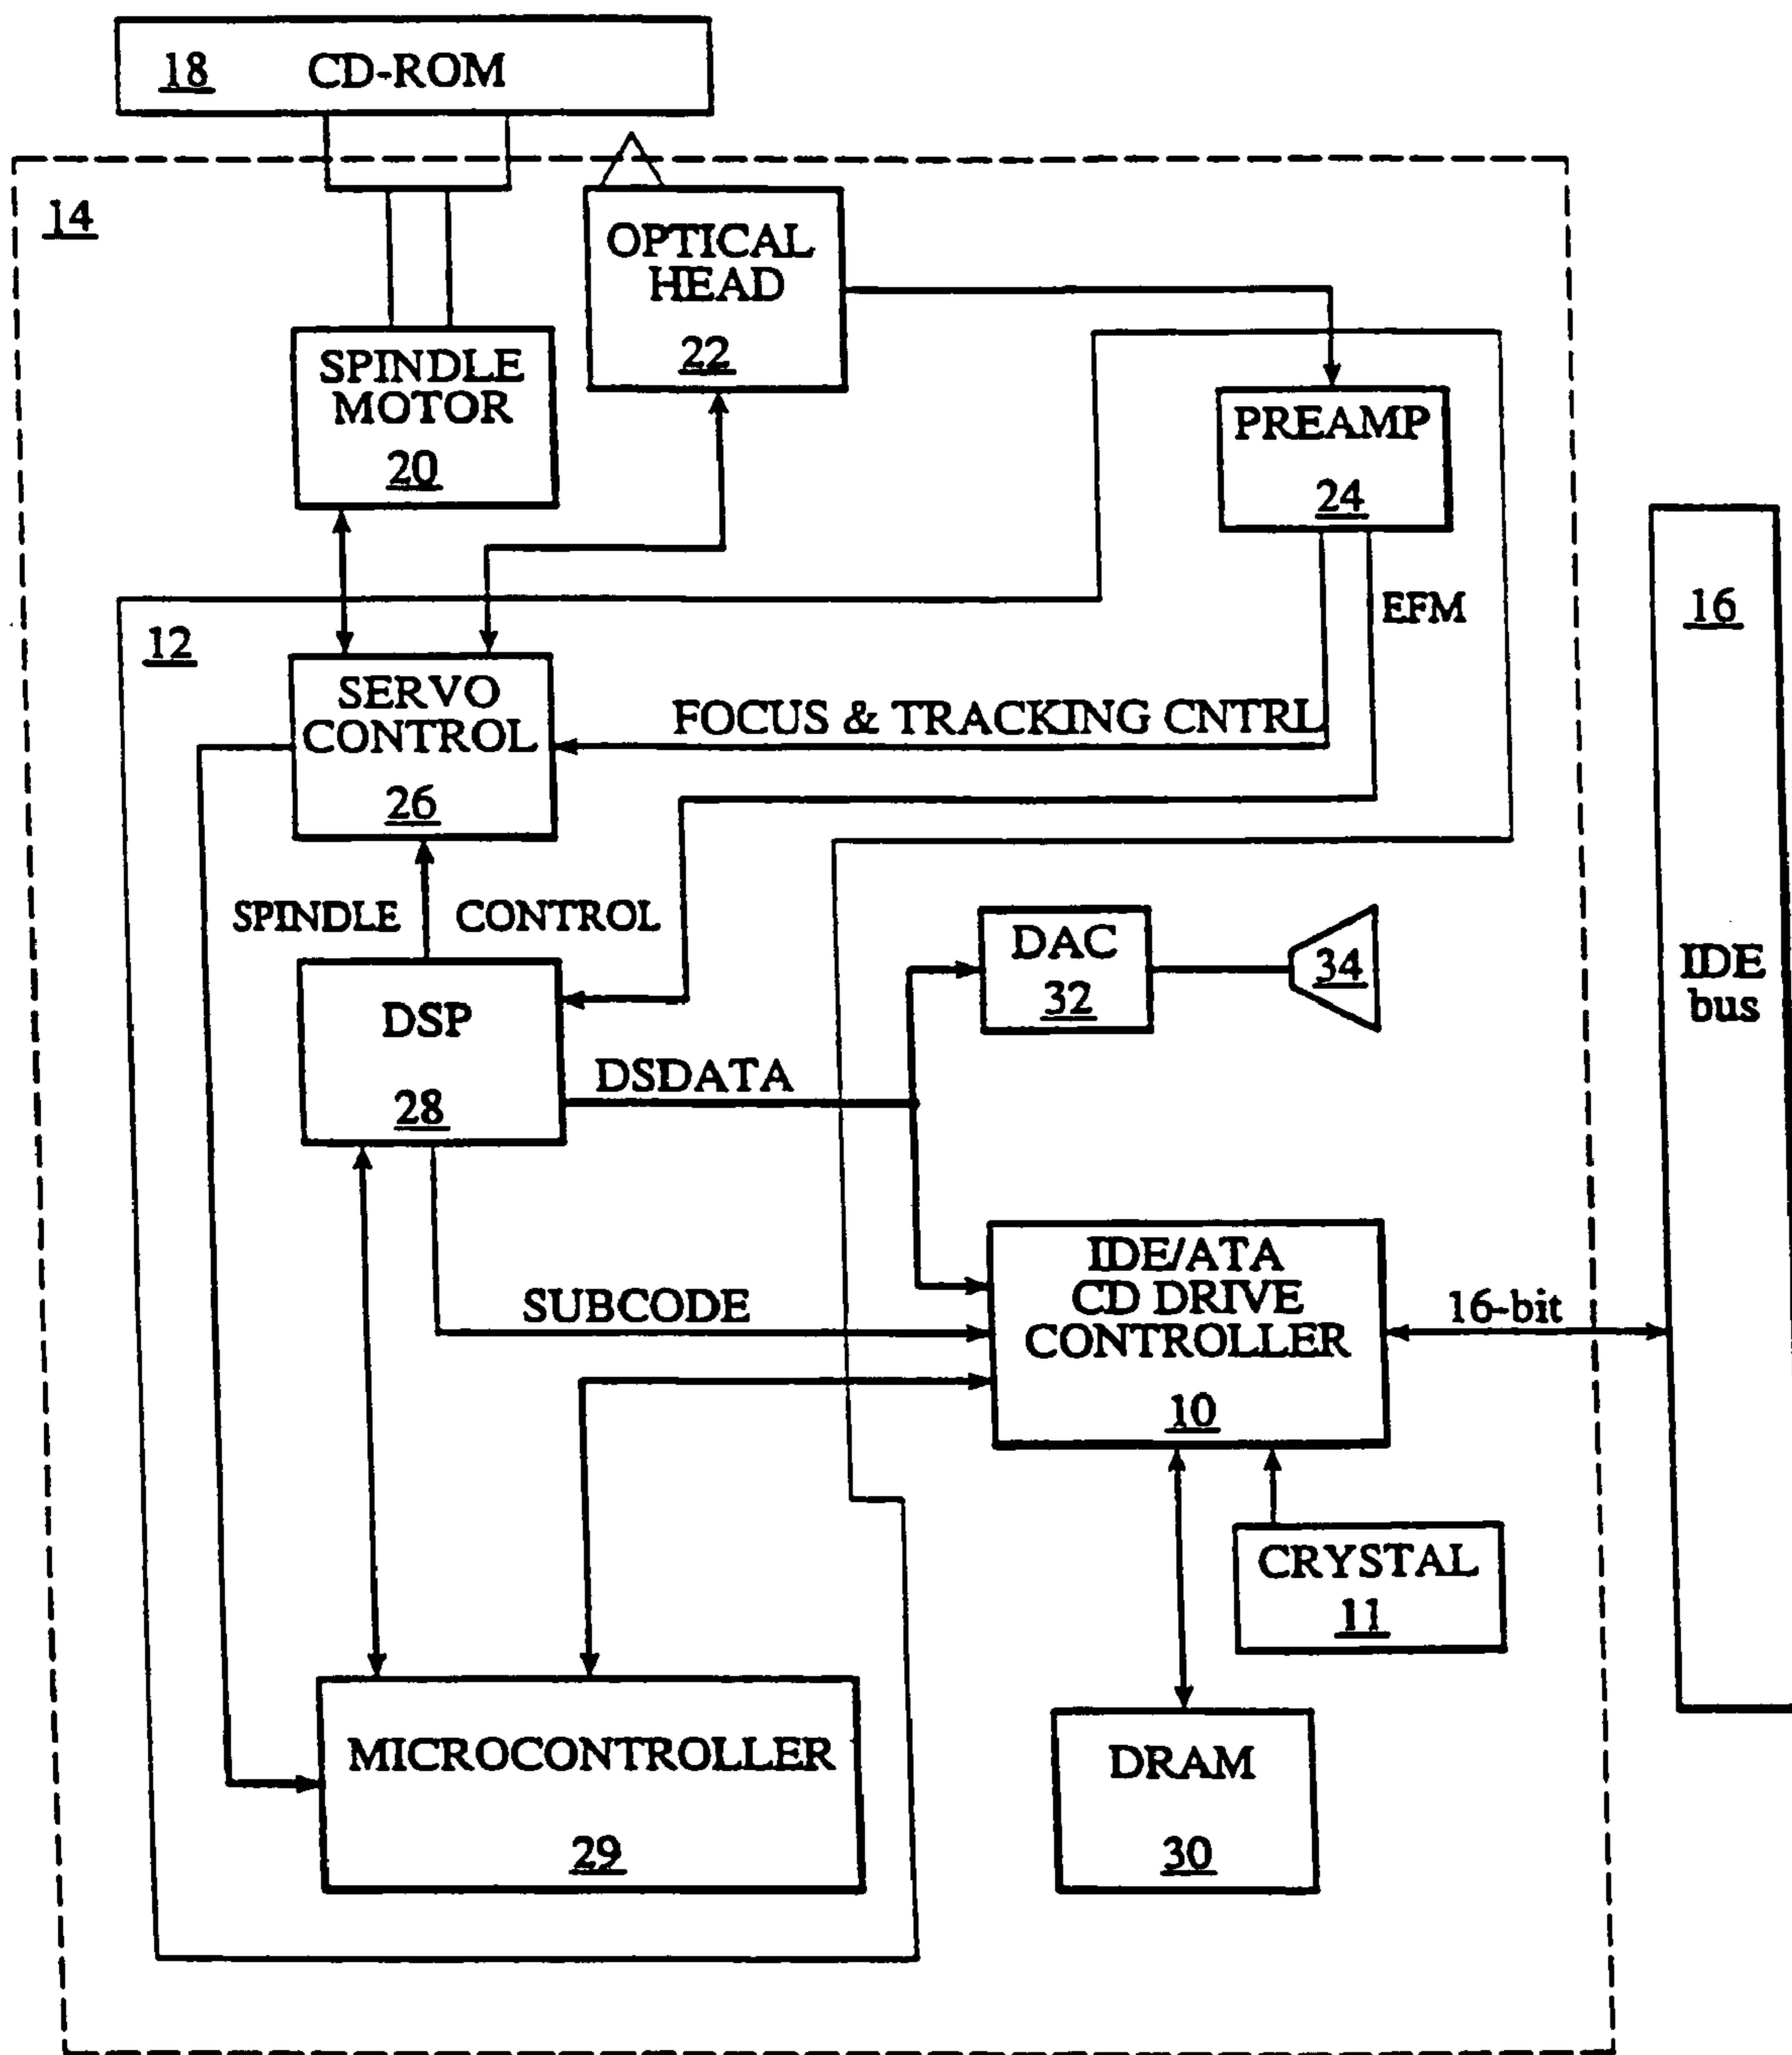 18 CD-ROM
14
OPTICAL
HEAD
22
SPINDLE
MOTOR
20
PREAMP
24
EFM
16
IDE
bus
12
SERVO
CONTROL
26
FOCUS & TRACKING CNTRL
SPINDLE CONTROL
DSP
28
DAC
32
34
DSDATA
SUBCODE
IDE/ATA
CD DRIVE
CONTROLLER
10
16-bit
CRYSTAL
11
MICROCONTROLLER
29
DRAM
30